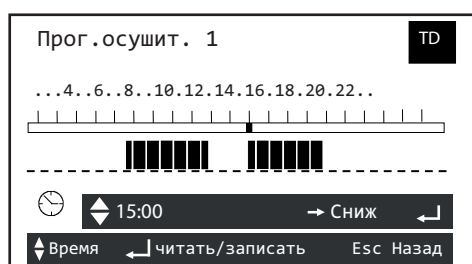 Прог.осушит. 1
TD
...4..6..8..10.12.14.16.18.20.22..
15:00 → Сниж
Время читать/записать Esc Назад